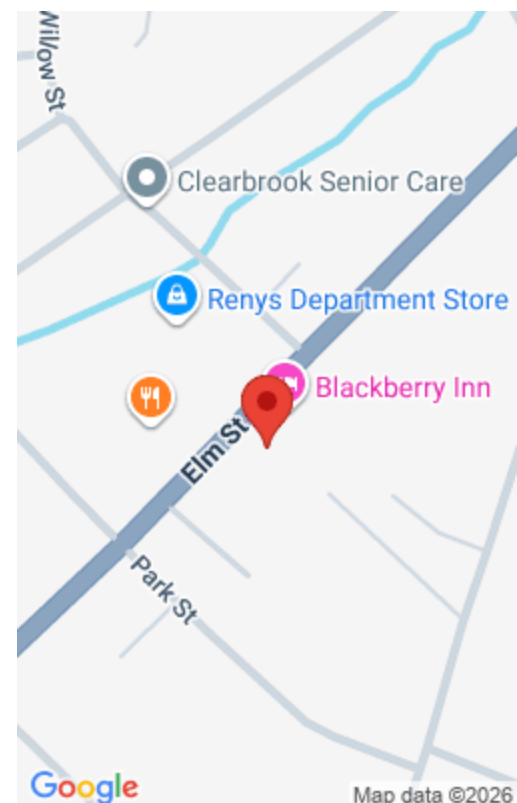 Willow St
Clearbrook Senior Care
Renys Department Store
Blackberry Inn
Elm St
Park St
Google
Map data ©2026